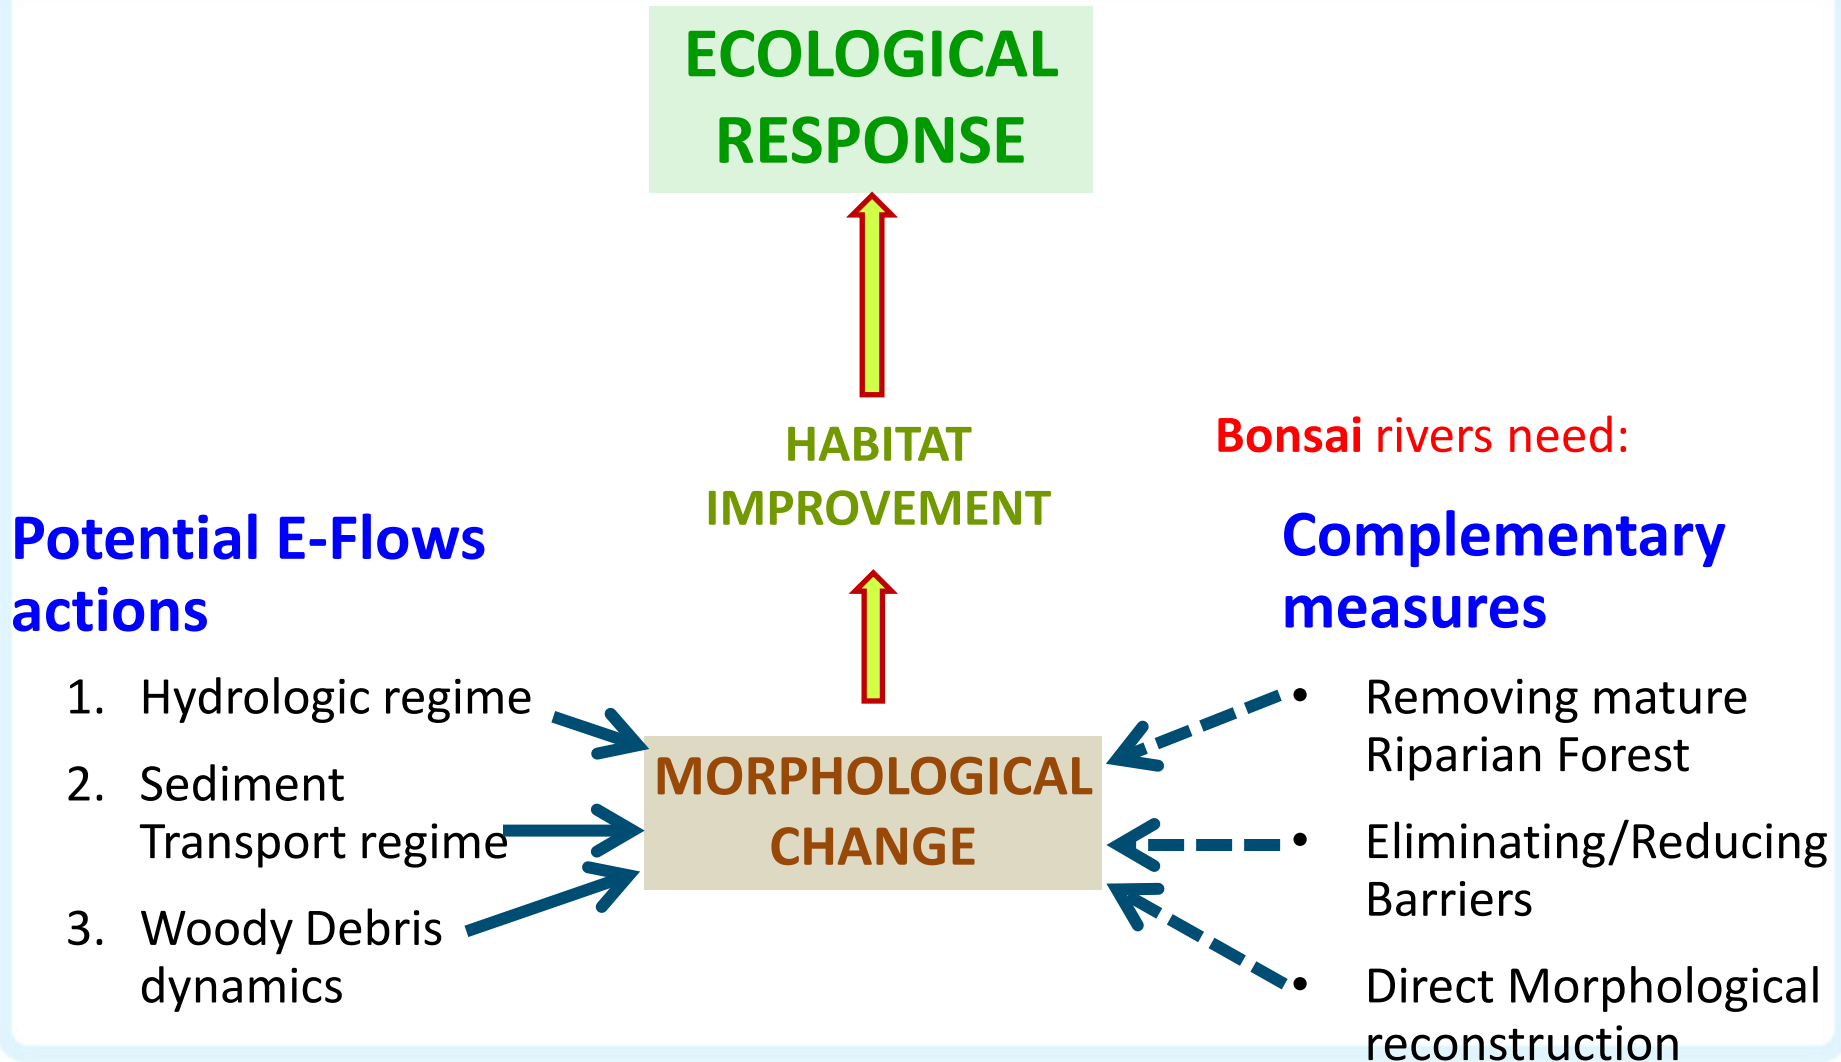 ECOLOGICAL
RESPONSE
HABITAT
IMPROVEMENT
Bonsai rivers need:
Potential E-Flows
actions
1. Hydrologic regime
2. Sediment
Transport regime
3. Woody Debris
dynamics
MORPHOLOGICAL
CHANGE
Complementary
measures
• Removing mature
Riparian Forest
• Eliminating/Reducing
Barriers
• Direct Morphological
reconstruction